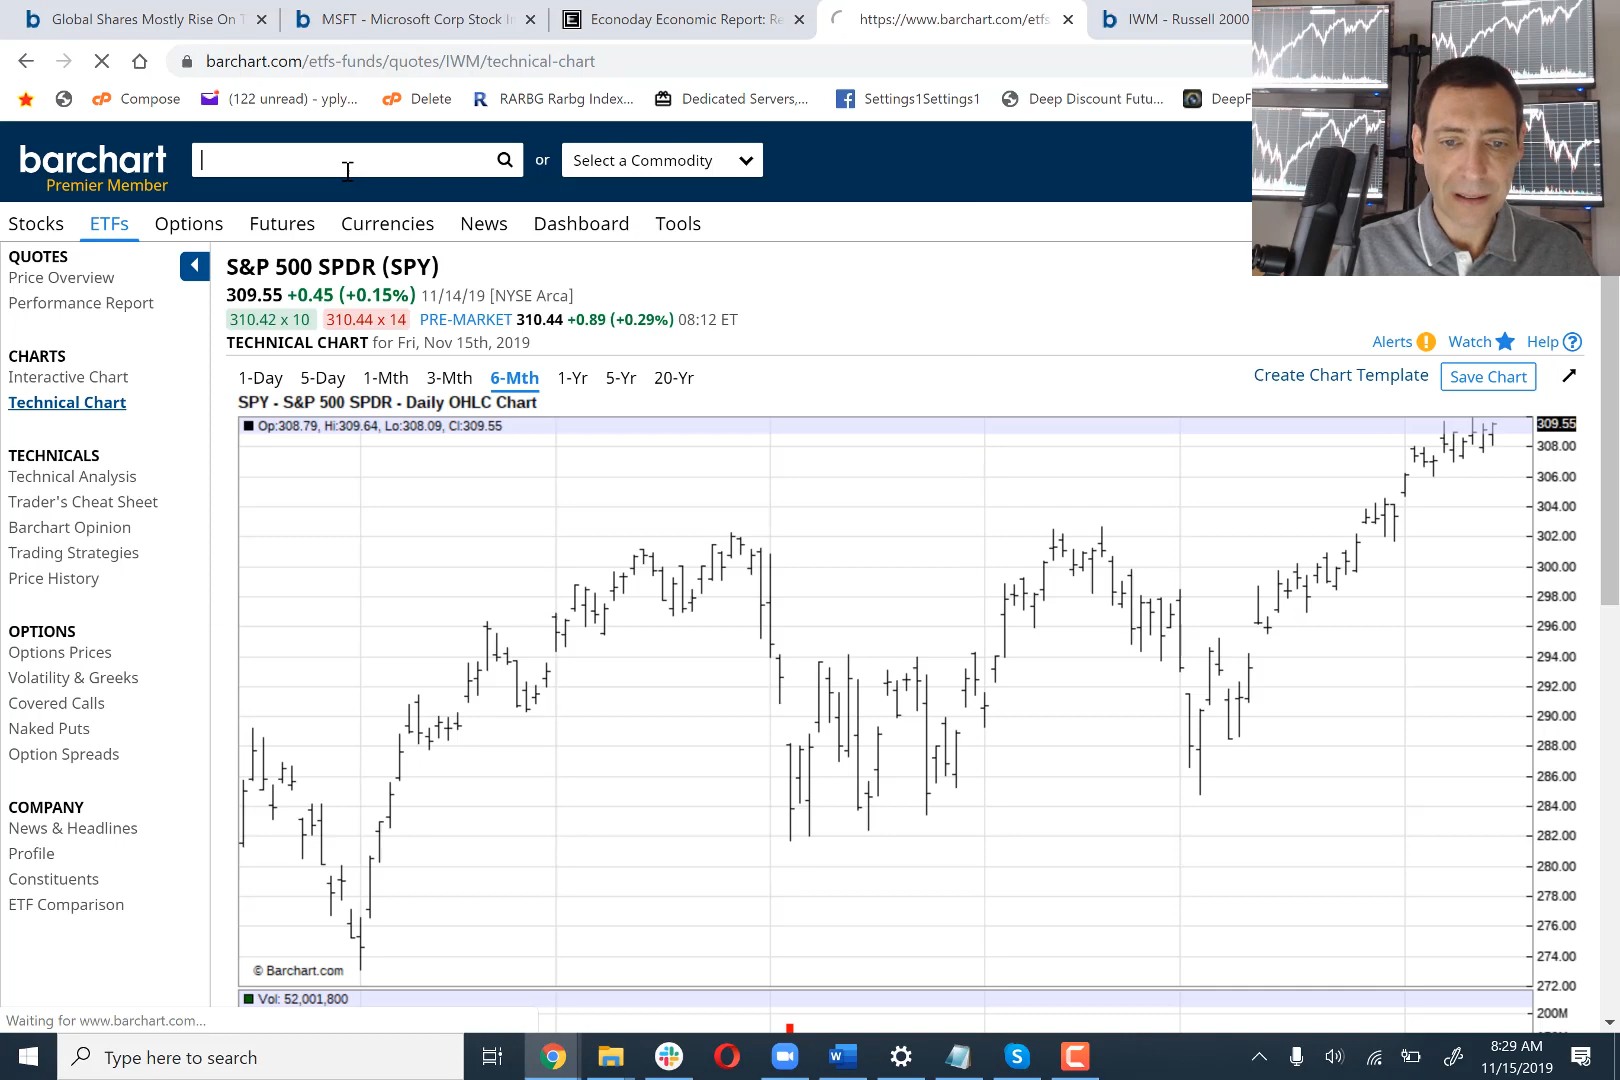 Global Shares Mostly Rise On T
MSFT - Microsoft Corp Stock I
Econoday Economic Report: Re
https://www.barchart.com/etfs
IWM - Russell 2000
barchart.com/etfs-funds/quotes/IWM/technical-chart
Compose
(122 unread) - yply...
Delete
RARBG Rarbg Index...
Dedicated Servers,...
Settings1Settings1
Deep Discount Futu...
DeepF
barchart
Premier Member
or
Select a Commodity
Stocks
ETFs
Options
Futures
Currencies
News
Dashboard
Tools
QUOTES
Price Overview
Performance Report
CHARTS
Interactive Chart
Technical Chart
TECHNICALS
Technical Analysis
Trader's Cheat Sheet
Barchart Opinion
Trading Strategies
Price History
OPTIONS
Options Prices
Volatility & Greeks
Covered Calls
Naked Puts
Option Spreads
COMPANY
News & Headlines
Profile
Constituents
ETF Comparison
S&P 500 SPDR (SPY)
309.55 +0.45 (+0.15%) 11/14/19 [NYSE Arca]
310.42 x 10 310.44 x 14 PRE-MARKET 310.44 +0.89 (+0.29%) 08:12 ET
TECHNICAL CHART for Fri, Nov 15th, 2019
Alerts
Watch
Help
1-Day 5-Day 1-Mth 3-Mth 6-Mth 1-Yr 5-Yr 20-Yr
Create Chart Template
Save Chart
SPY - S&P 500 SPDR - Daily OHLC Chart
Op:308.79, Hi:309.64, Lo:308.09, Cl:309.55
309.55
308.00
306.00
304.00
302.00
300.00
298.00
296.00
294.00
292.00
290.00
288.00
286.00
284.00
282.00
280.00
278.00
276.00
274.00
272.00
© Barchart.com
Vol: 52,001,800
200M
Waiting for www.barchart.com...
Type here to search
8:29 AM
11/15/2019